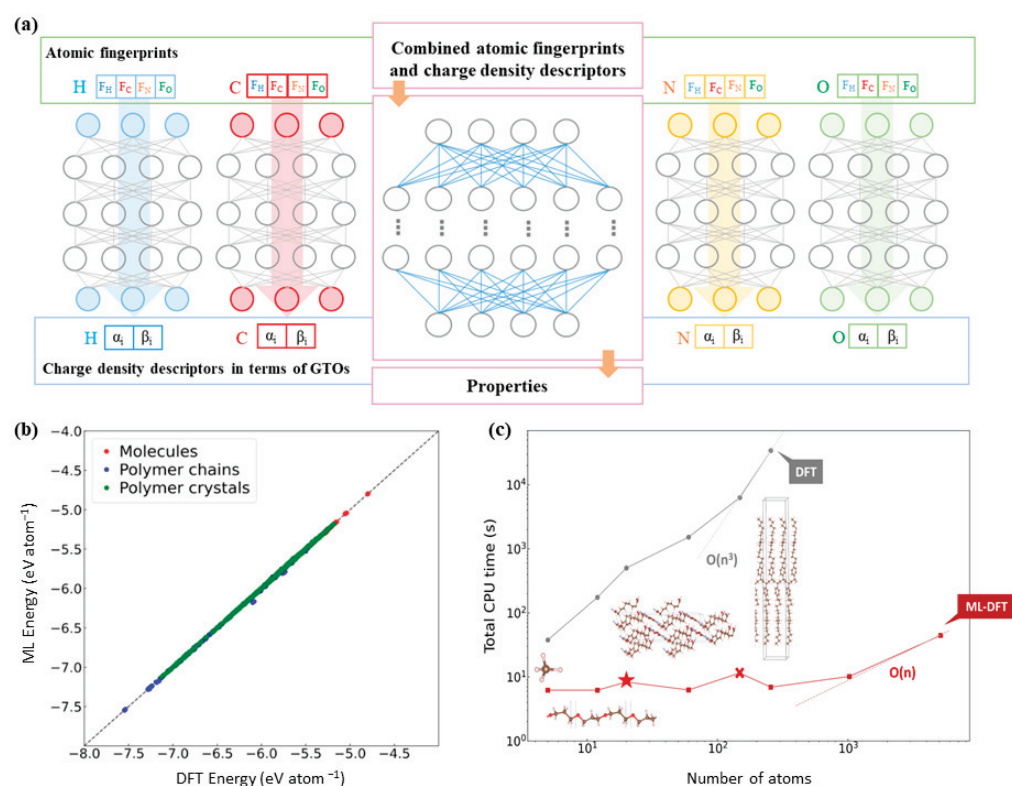 (a)
Atomic fingerprints
Combined atomic fingerprints
and charge density descriptors
H F_H F_C F_N F_O
C F_H F_C F_N F_O
N F_H F_C F_N F_O
O F_H F_C F_N F_O
H α_i β_i
C α_i β_i
N α_i β_i
O α_i β_i
Charge density descriptors in terms of GTOs
Properties
(b)
−4.0
−4.5
−5.0
−5.5
−6.0
−6.5
−7.0
−7.5
ML Energy (eV atom⁻¹)
Molecules
Polymer chains
Polymer crystals
−8.0 −7.5 −7.0 −6.5 −6.0 −5.5 −5.0 −4.5
DFT Energy (eV atom⁻¹)
(c)
10⁴
10³
10²
10¹
10⁰
Total CPU time (s)
DFT
O(n³)
ML-DFT
O(n)
10¹ 10² 10³
Number of atoms